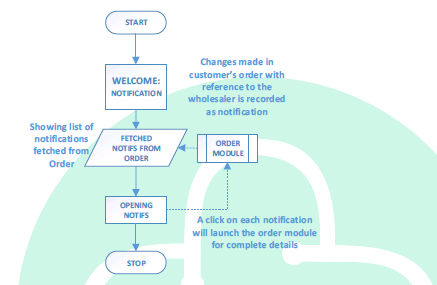 START
WELCOME:
NOTIFICATION
Changes made in
customer's order with
reference to the
wholesaler is recorded
as notification
Showing list of
notifications
fetched from
Order
FETCHED
NOTIFS FROM
ORDER
ORDER
MODULE
OPENING
NOTIFS
A click on each notification
will launch the order module
for complete details
STOP